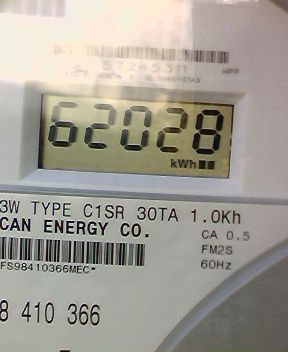 62028
kWh
3W TYPE C1SR 30TA 1.0Kh
CAN ENERGY CO.
CA 0.5
FM2S
60Hz
FS98410366MEC*
8 410 366